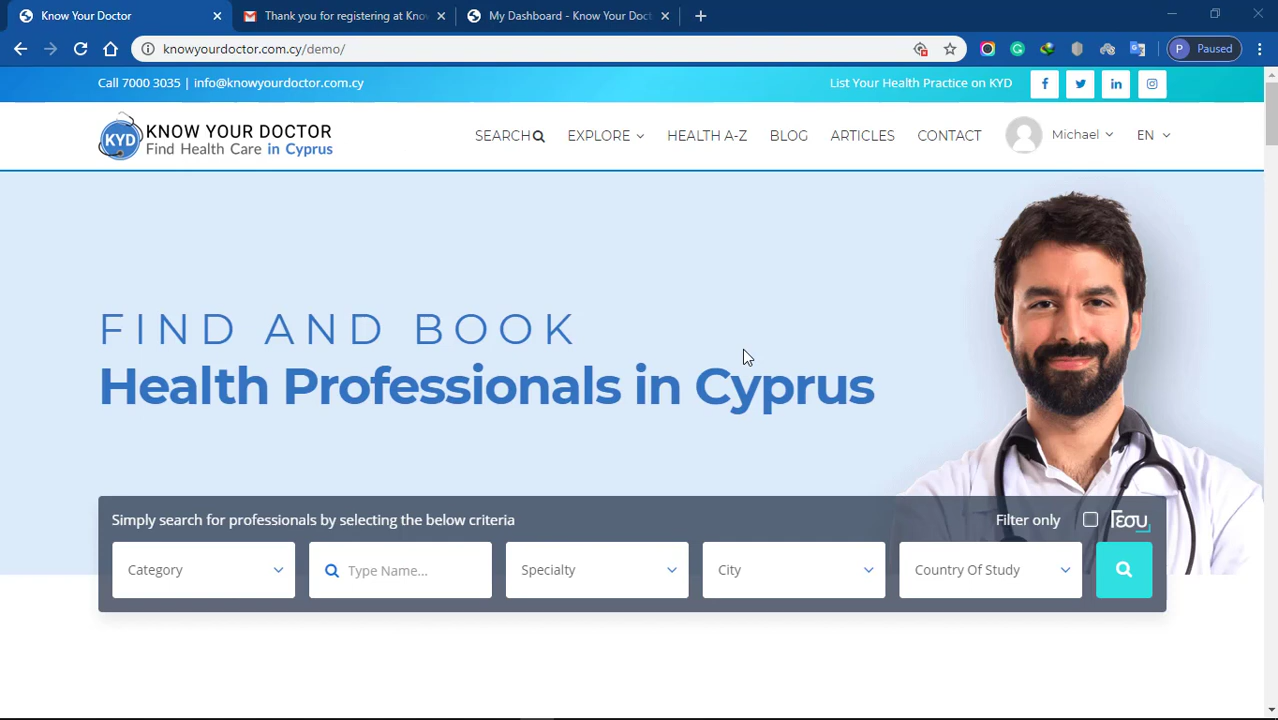 Know Your Doctor
Thank you for registering at Kno
My Dashboard - Know Your Doct
knowyourdoctor.com.cy/demo/
P Paused
Call 7000 3035 | info@knowyourdoctor.com.cy
List Your Health Practice on KYD
KYD
KNOW YOUR DOCTOR
Find Health Care in Cyprus
SEARCH
EXPLORE
HEALTH A-Z
BLOG
ARTICLES
CONTACT
Michael
EN
FIND AND BOOK
Health Professionals in Cyprus
Simply search for professionals by selecting the below criteria
Filter only
Γεσυ
Category
Type Name...
Specialty
City
Country Of Study